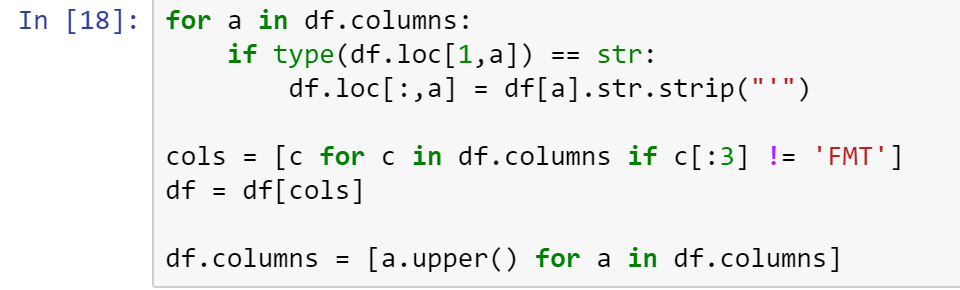 In [18]: for a in df.columns:
    if type(df.loc[1,a]) == str:
        df.loc[:,a] = df[a].str.strip("'")
cols = [c for c in df.columns if c[:3] != 'FMT']
df = df[cols]
df.columns = [a.upper() for a in df.columns]